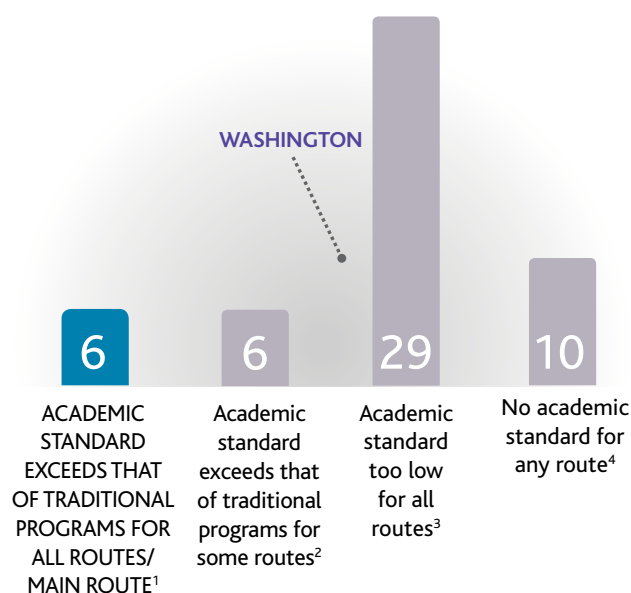 WASHINGTON
6
6
29
10
ACADEMIC
STANDARD
EXCEEDS THAT
OF TRADITIONAL
PROGRAMS FOR
ALL ROUTES/
MAIN ROUTE¹
Academic
standard
exceeds that
of traditional
programs for
some routes²
Academic
standard
too low
for all
routes³
No academic
standard for
any route⁴